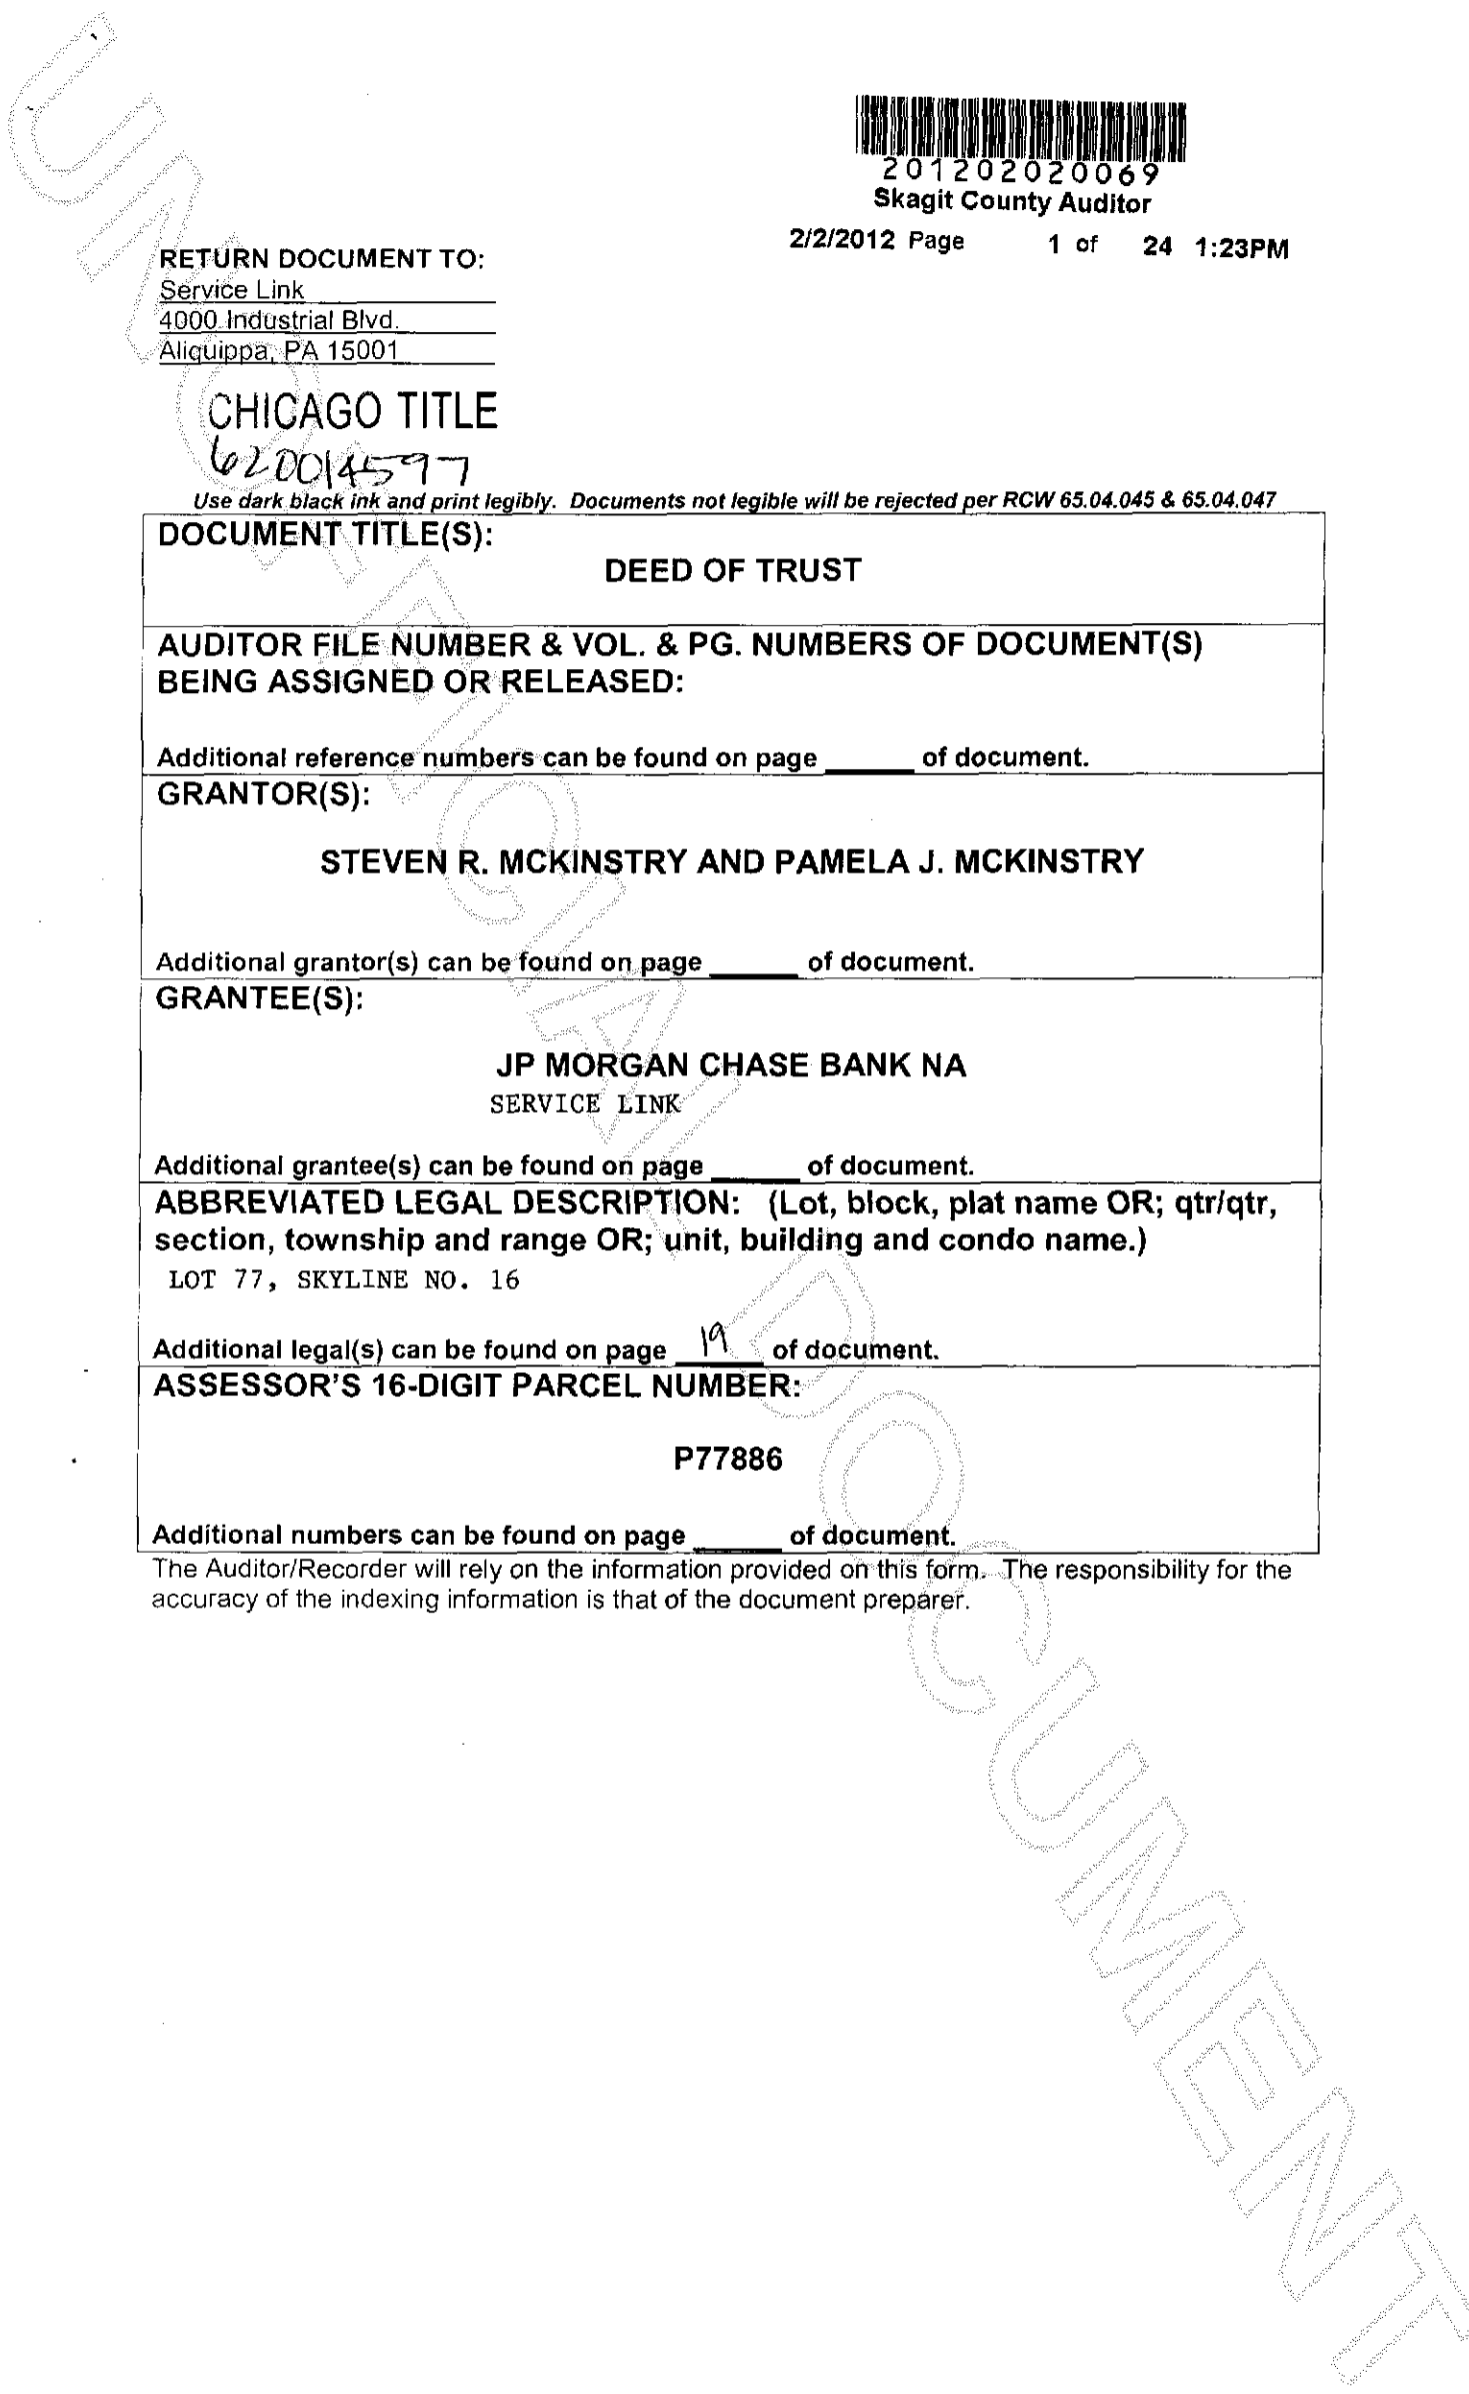 201202020069
Skagit County Auditor
2/2/2012 Page 1 of 24 1:23PM
RETURN DOCUMENT TO:
Service Link
4000 Industrial Blvd.
Aliquippa, PA 15001
CHICAGO TITLE
620014597
Use dark black ink and print legibly. Documents not legible will be rejected per RCW 65.04.045 & 65.04.047
DOCUMENT TITLE(S):
DEED OF TRUST
AUDITOR FILE NUMBER & VOL. & PG. NUMBERS OF DOCUMENT(S)
BEING ASSIGNED OR RELEASED:
Additional reference numbers can be found on page ______ of document.
GRANTOR(S):
STEVEN R. MCKINSTRY AND PAMELA J. MCKINSTRY
Additional grantor(s) can be found on page ______ of document.
GRANTEE(S):
JP MORGAN CHASE BANK NA
SERVICE LINK
Additional grantee(s) can be found on page ______ of document.
ABBREVIATED LEGAL DESCRIPTION: (Lot, block, plat name OR; qtr/qtr,
section, township and range OR; unit, building and condo name.)
LOT 77, SKYLINE NO. 16
Additional legal(s) can be found on page 19 of document.
ASSESSOR'S 16-DIGIT PARCEL NUMBER:
P77886
Additional numbers can be found on page ______ of document.
The Auditor/Recorder will rely on the information provided on this form. The responsibility for the
accuracy of the indexing information is that of the document preparer.
UNOFFICIAL DOCUMENT